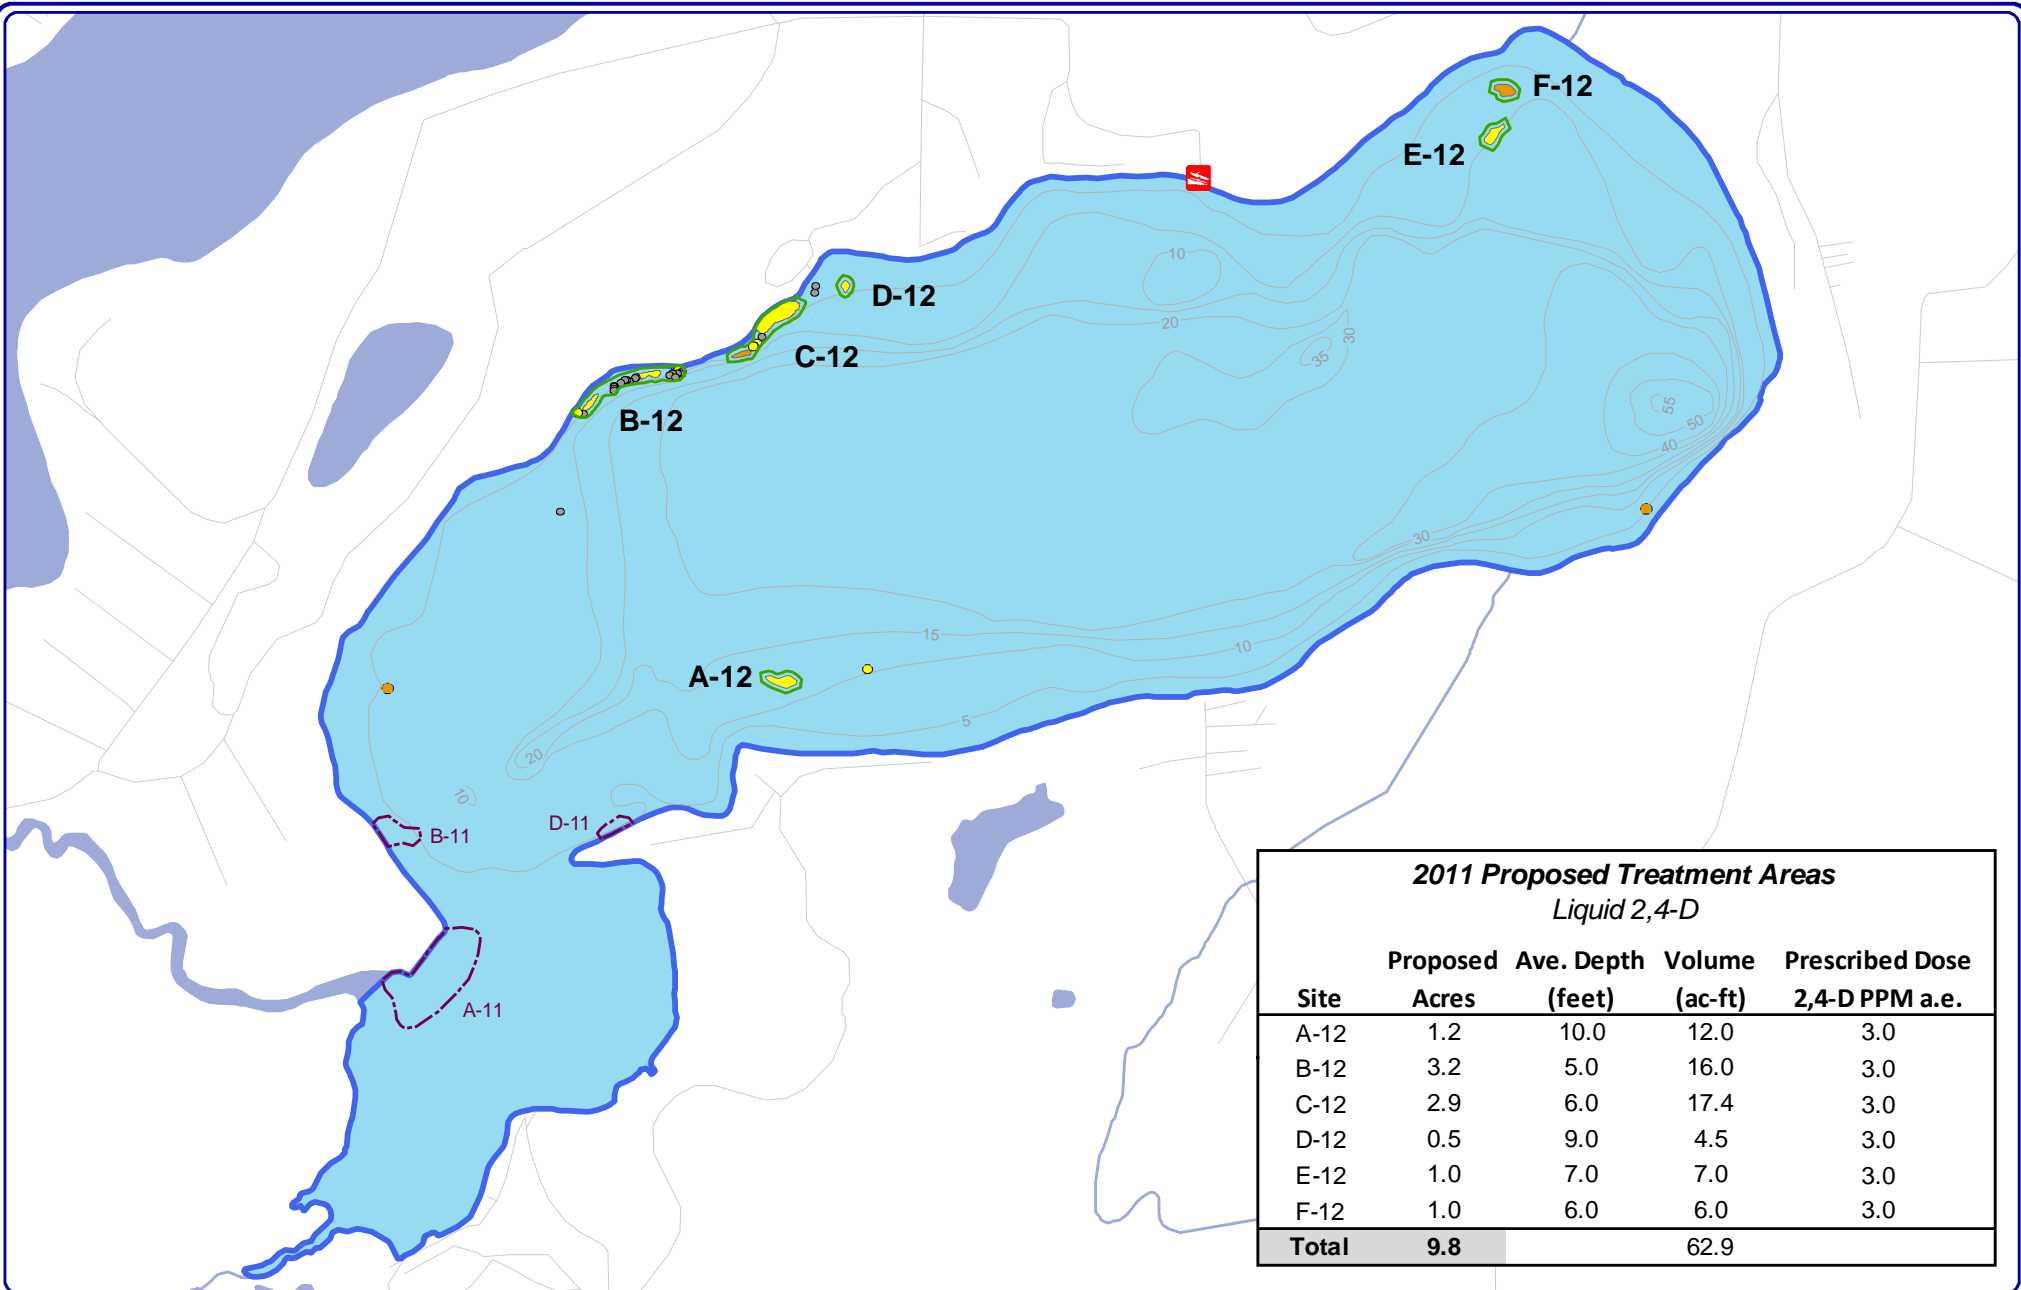 F-12
E-12
10
D-12
20
30
35
C-12
55
B-12
50
40
30
15
10
A-12
5
20
10
D-11
B-11
A-11
2011 Proposed Treatment Areas
Liquid 2,4-D
Proposed Ave. Depth Volume Prescribed Dose
Site Acres (feet) (ac-ft) 2,4-D PPM a.e.
A-12 1.2 10.0 12.0 3.0
B-12 3.2 5.0 16.0 3.0
C-12 2.9 6.0 17.4 3.0
D-12 0.5 9.0 4.5 3.0
E-12 1.0 7.0 7.0 3.0
F-12 1.0 6.0 6.0 3.0
Total 9.8 62.9